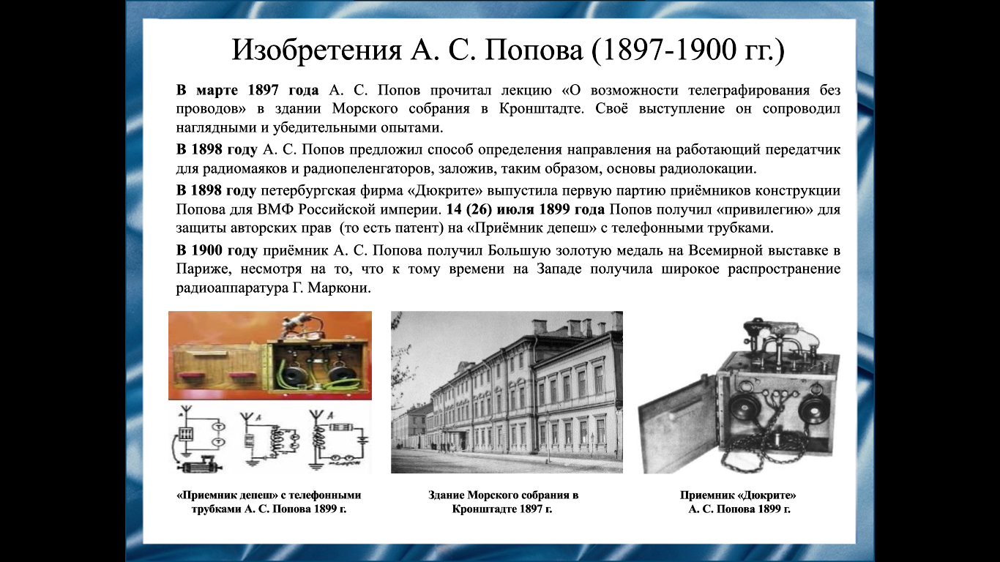 Изобретения А. С. Попова (1897-1900 гг.)
В марте 1897 года А. С. Попов прочитал лекцию «О возможности телеграфирования без
проводов» в здании Морского собрания в Кронштадте. Своё выступление он сопроводил
наглядными и убедительными опытами.
В 1898 году А. С. Попов предложил способ определения направления на работающий передатчик
для радиомаяков и радиопеленгаторов, заложив, таким образом, основы радиолокации.
В 1898 году петербургская фирма «Дюкрите» выпустила первую партию приёмников конструкции
Попова для ВМФ Российской империи. 14 (26) июля 1899 года Попов получил «привилегию» для
защиты авторских прав  (то есть патент) на «Приёмник депеш» с телефонными трубками.
В 1900 году приёмник А. С. Попова получил Большую золотую медаль на Всемирной выставке в
Париже, несмотря на то, что к тому времени на Западе получила широкое распространение
радиоаппаратура Г. Маркони.
А
А
Т
Т
«Приемник депеш» с телефонными
трубками А. С. Попова 1899 г.
Здание Морского собрания в
Кронштадте 1897 г.
Приемник «Дюкрите»
А. С. Попова 1899 г.